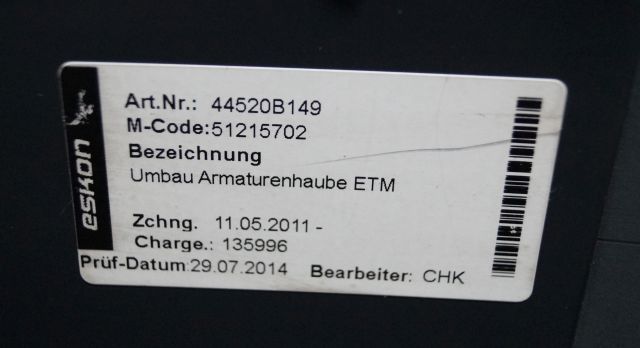 eskon
Art.Nr.: 44520B149
M-Code:51215702
Bezeichnung
Umbau Armaturenhaube ETM
Zchng. 11.05.2011 -
Charge.: 135996
Prüf-Datum 29.07.2014 Bearbeiter: CHK